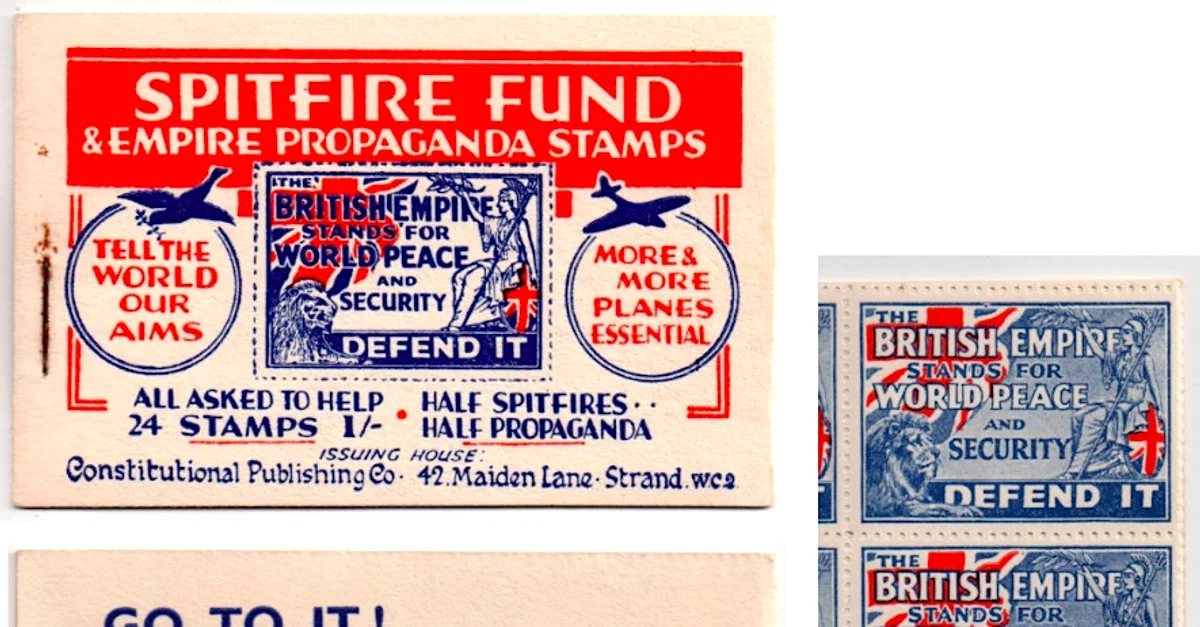 SPITFIRE FUND
& EMPIRE PROPAGANDA STAMPS
TELL THE
WORLD
OUR
AIMS
"THE
BRITISH EMPIRE
STANDS FOR
WORLD PEACE
AND
SECURITY
DEFEND IT
MORE &
MORE
PLANES
ESSENTIAL
ALL ASKED TO HELP
24 STAMPS 1/-
HALF SPITFIRES··
HALF PROPAGANDA
ISSUING HOUSE:
Constitutional Publishing Co· 42, Maiden Lane· Strand. W.C.2.
GO TO IT!
"THE
BRITISH EMPIRE
STANDS FOR
WORLD PEACE
AND
SECURITY
DEFEND IT
"THE
BRITISH EMPIRE
STANDS FOR